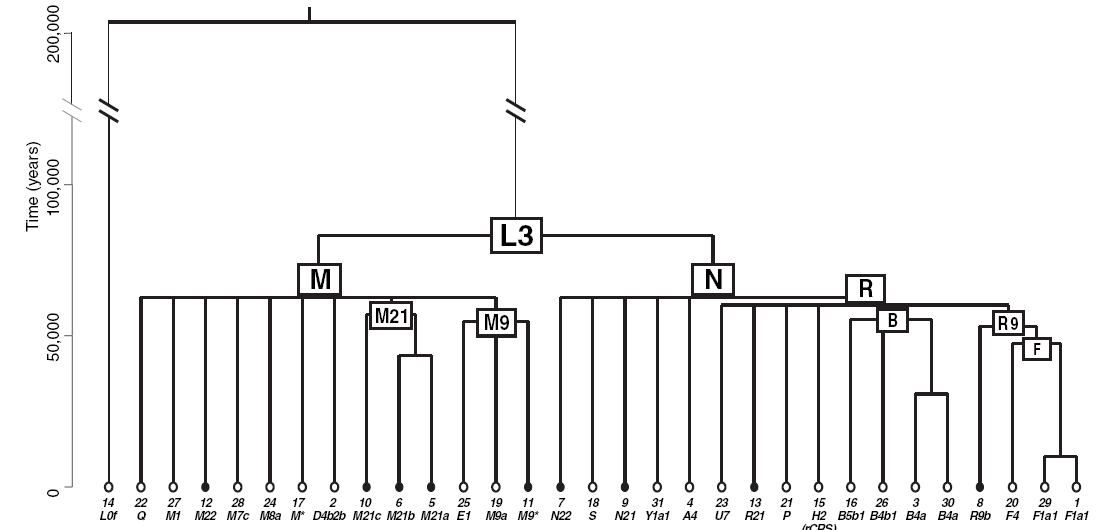 200,000
100,000
50,000
0
Time (years)
L3
M
N
R
M21
M9
B
R9
F
14 22 27 12 28 24 17 2 10 6 5 25 19 11 7 18 9 31 4 23 13 21 15 16 26 3 30 8 20 29 1
L0f Q M1 M22 M7c M8a M* D4b2b M21c M21b M21a E1 M9a M9* N22 S N21 Y1a1 A4 U7 R21 P H2 B5b1 B4b1 B4a B4a R9b F4 F1a1 F1a1
(rCRS)